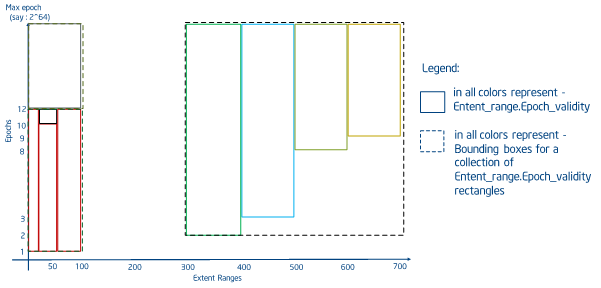 Max epoch
(say : 2^64)
12
10
9
8
3
2
1
Epochs
50
100
200
300
400
500
600
700
Extent Ranges
Legend:
in all colors represent -
Entent_range.Epoch_validity
in all colors represent -
Bounding boxes for a
collection of
Entent_range.Epoch_validity
rectangles